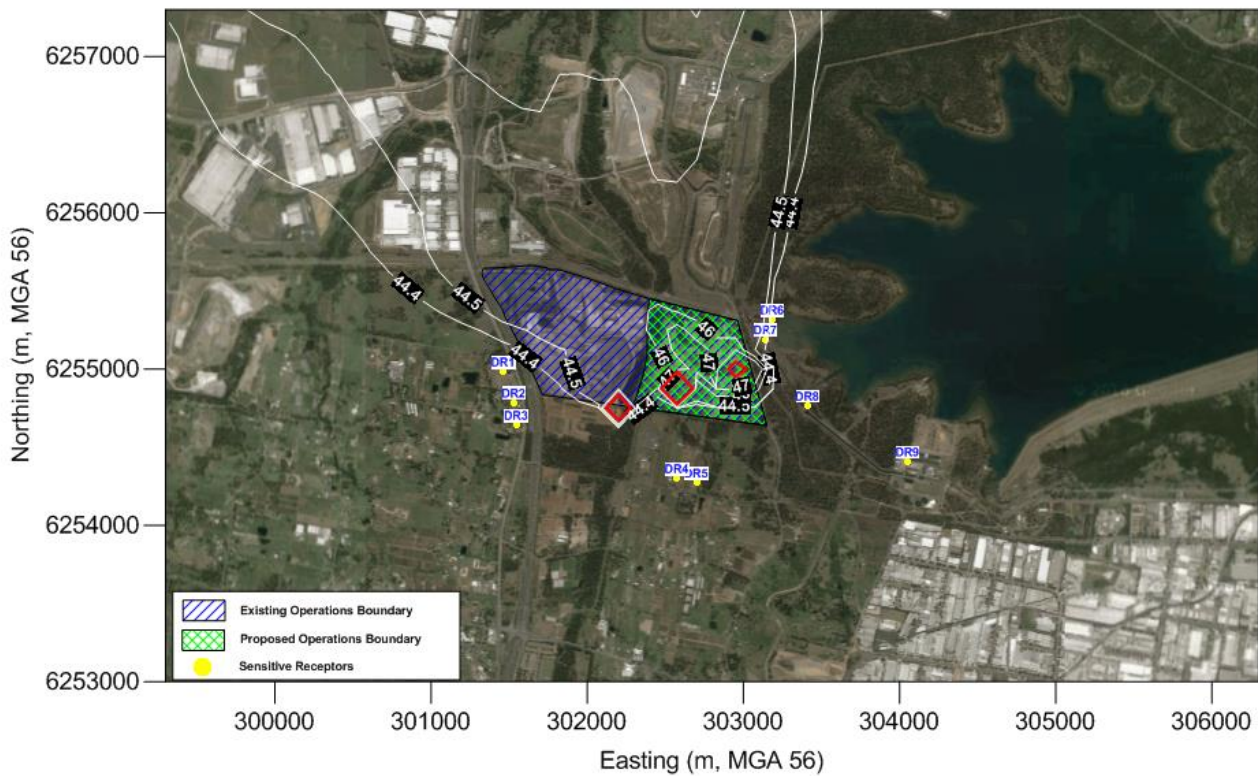 6257000
6256000
6255000
6254000
6253000
Northing (m, MGA 56)
44.5
44.4
44.4
44.5
DR6
DR7
46
44.4
DR1
44.5
46
47
44.4
47
DR2
44.4
44.5
DR8
DR3
DR9
DR4
DR5
Existing Operations Boundary
Proposed Operations Boundary
Sensitive Receptors
300000 301000 302000 303000 304000 305000 306000
Easting (m, MGA 56)